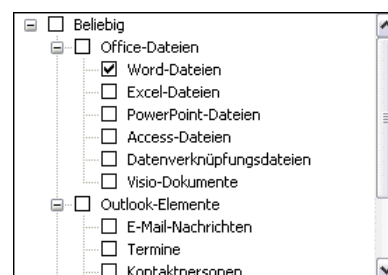 Beliebig
Office-Dateien
Word-Dateien
Excel-Dateien
PowerPoint-Dateien
Access-Dateien
Datenverknüpfungsdateien
Visio-Dokumente
Outlook-Elemente
E-Mail-Nachrichten
Termine
Kontaktpersonen